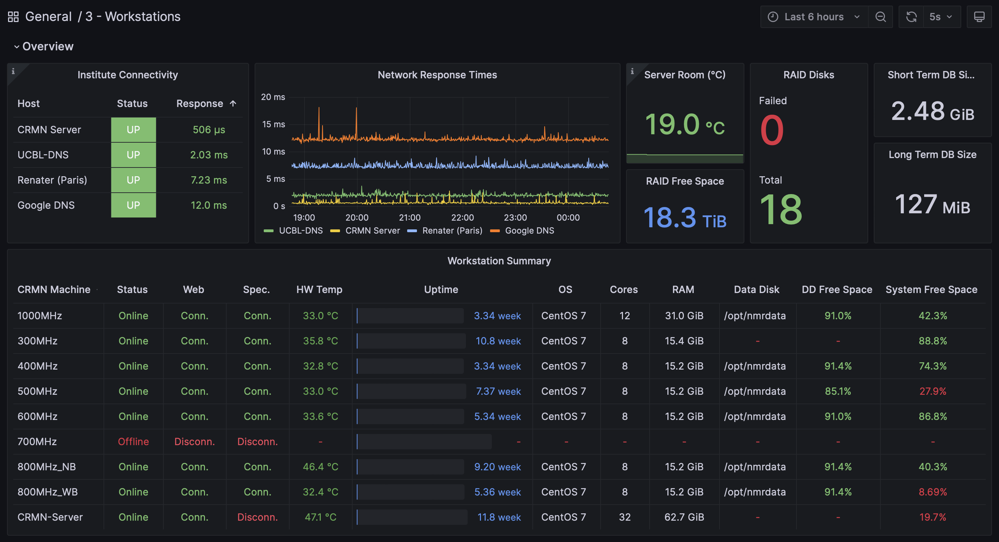 General / 3 - Workstations
Last 6 hours
5s
Overview
i
Institute Connectivity
Host Status Response ↑
CRMN Server UP 506 µs
UCBL-DNS UP 2.03 ms
Renater (Paris) UP 7.23 ms
Google DNS UP 12.0 ms
Network Response Times
20 ms
15 ms
10 ms
5 ms
0 s
19:00 20:00 21:00 22:00 23:00 00:00
UCBL-DNS CRMN Server Renater (Paris) Google DNS
i
Server Room (°C)
19.0 °C
RAID Free Space
18.3 TiB
RAID Disks
Failed
0
Total
18
Short Term DB Si...
2.48 GiB
Long Term DB Size
127 MiB
Workstation Summary
CRMN Machine Status Web Spec. HW Temp Uptime OS Cores RAM Data Disk DD Free Space System Free Space
1000MHz Online Conn. Conn. 33.0 °C 3.34 week CentOS 7 12 31.0 GiB /opt/nmrdata 91.0% 42.3%
300MHz Online Conn. Conn. 35.8 °C 10.8 week CentOS 7 8 15.4 GiB - - 88.8%
400MHz Online Conn. Conn. 32.8 °C 3.34 week CentOS 7 8 15.2 GiB /opt/nmrdata 91.4% 74.3%
500MHz Online Conn. Conn. 33.0 °C 7.37 week CentOS 7 8 15.2 GiB /opt/nmrdata 85.1% 27.9%
600MHz Online Conn. Conn. 33.6 °C 5.34 week CentOS 7 8 15.2 GiB /opt/nmrdata 91.0% 86.8%
700MHz Offline Disconn. Disconn. - - - - - - - -
800MHz_NB Online Conn. Conn. 46.4 °C 9.20 week CentOS 7 8 15.2 GiB /opt/nmrdata 91.4% 40.3%
800MHz_WB Online Conn. Conn. 32.4 °C 5.36 week CentOS 7 8 15.2 GiB /opt/nmrdata 91.4% 8.69%
CRMN-Server Online Conn. Disconn. 47.1 °C 11.8 week CentOS 7 32 62.7 GiB - - 19.7%